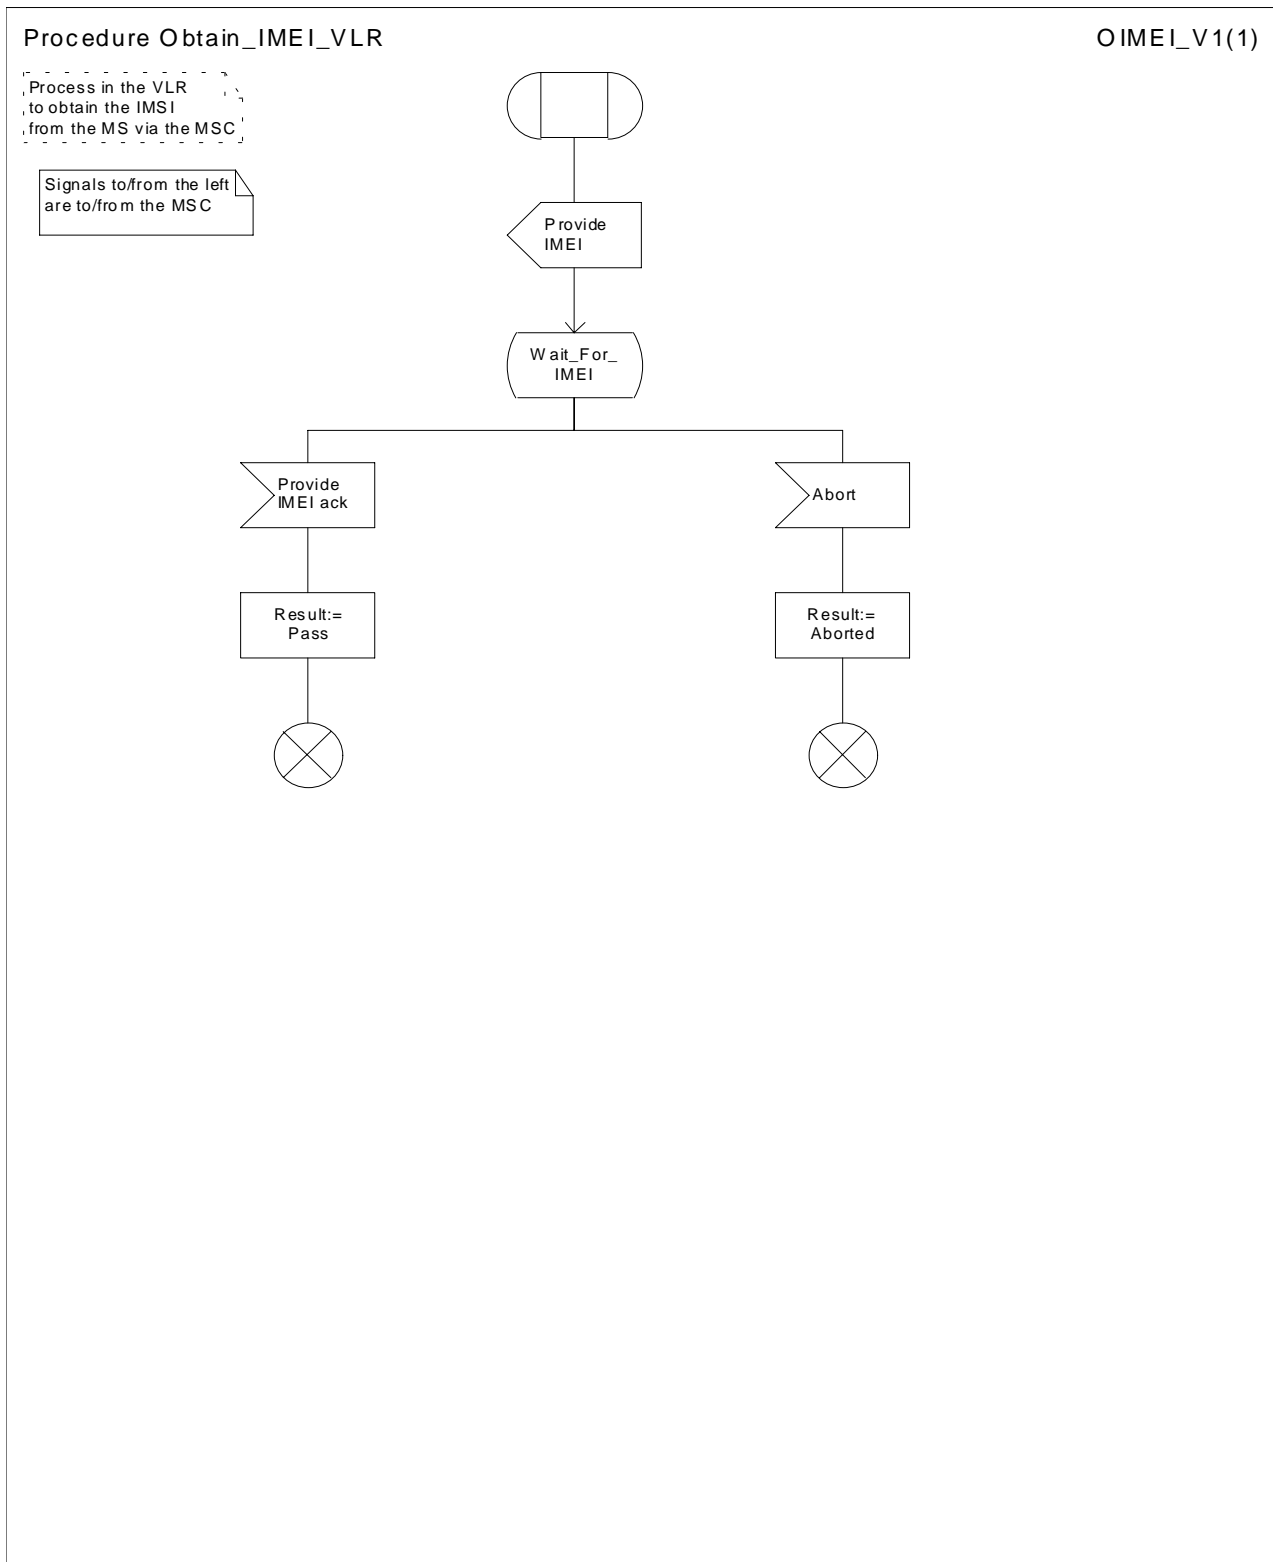 Procedure Obtain_IMEI_VLR
OIMEI_V1(1)
Process in the VLR
to obtain the IMSI
from the MS via the MSC
Signals to/from the left
are to/from the MSC
Provide
IMEI
Wait_For_
IMEI
Provide
IMEI ack
Abort
Result:=
Pass
Result:=
Aborted